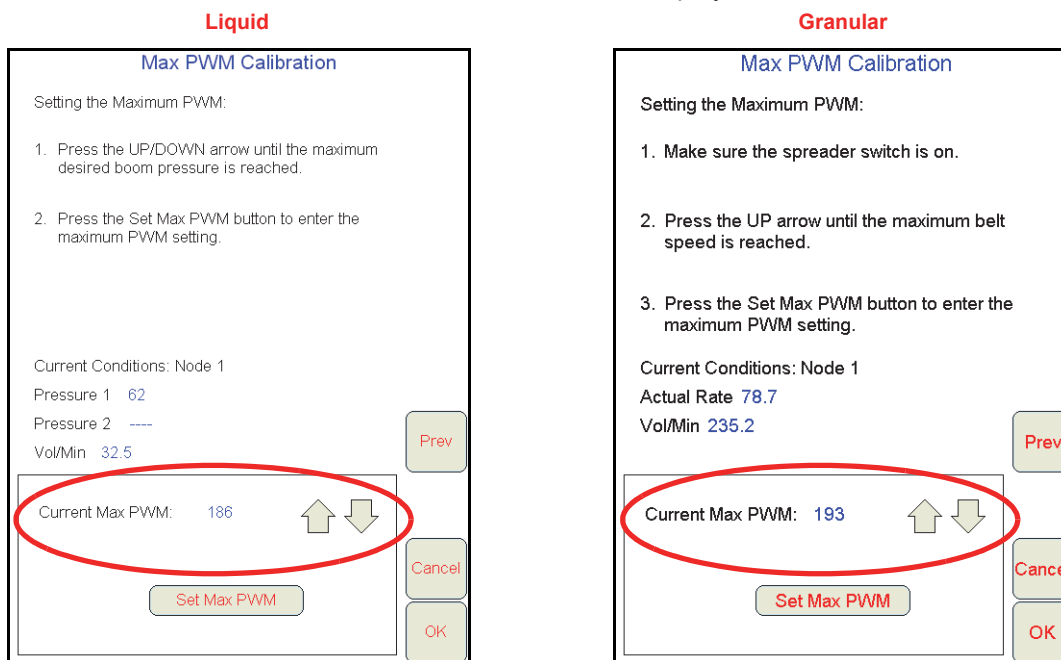 Liquid
Max PWM Calibration
Setting the Maximum PWM:
1. Press the UP/DOWN arrow until the maximum
desired boom pressure is reached.
2. Press the Set Max PWM button to enter the
maximum PWM setting.
Current Conditions: Node 1
Pressure 1 62
Pressure 2 ----
Vol/Min 32.5
Prev
Current Max PWM: 186
Cancel
Set Max PWM
OK
Granular
Max PWM Calibration
Setting the Maximum PWM:
1. Make sure the spreader switch is on.
2. Press the UP arrow until the maximum belt
speed is reached.
3. Press the Set Max PWM button to enter the
maximum PWM setting.
Current Conditions: Node 1
Actual Rate 78.7
Vol/Min 235.2
Prev
Current Max PWM: 193
Cance
Set Max PWM
OK